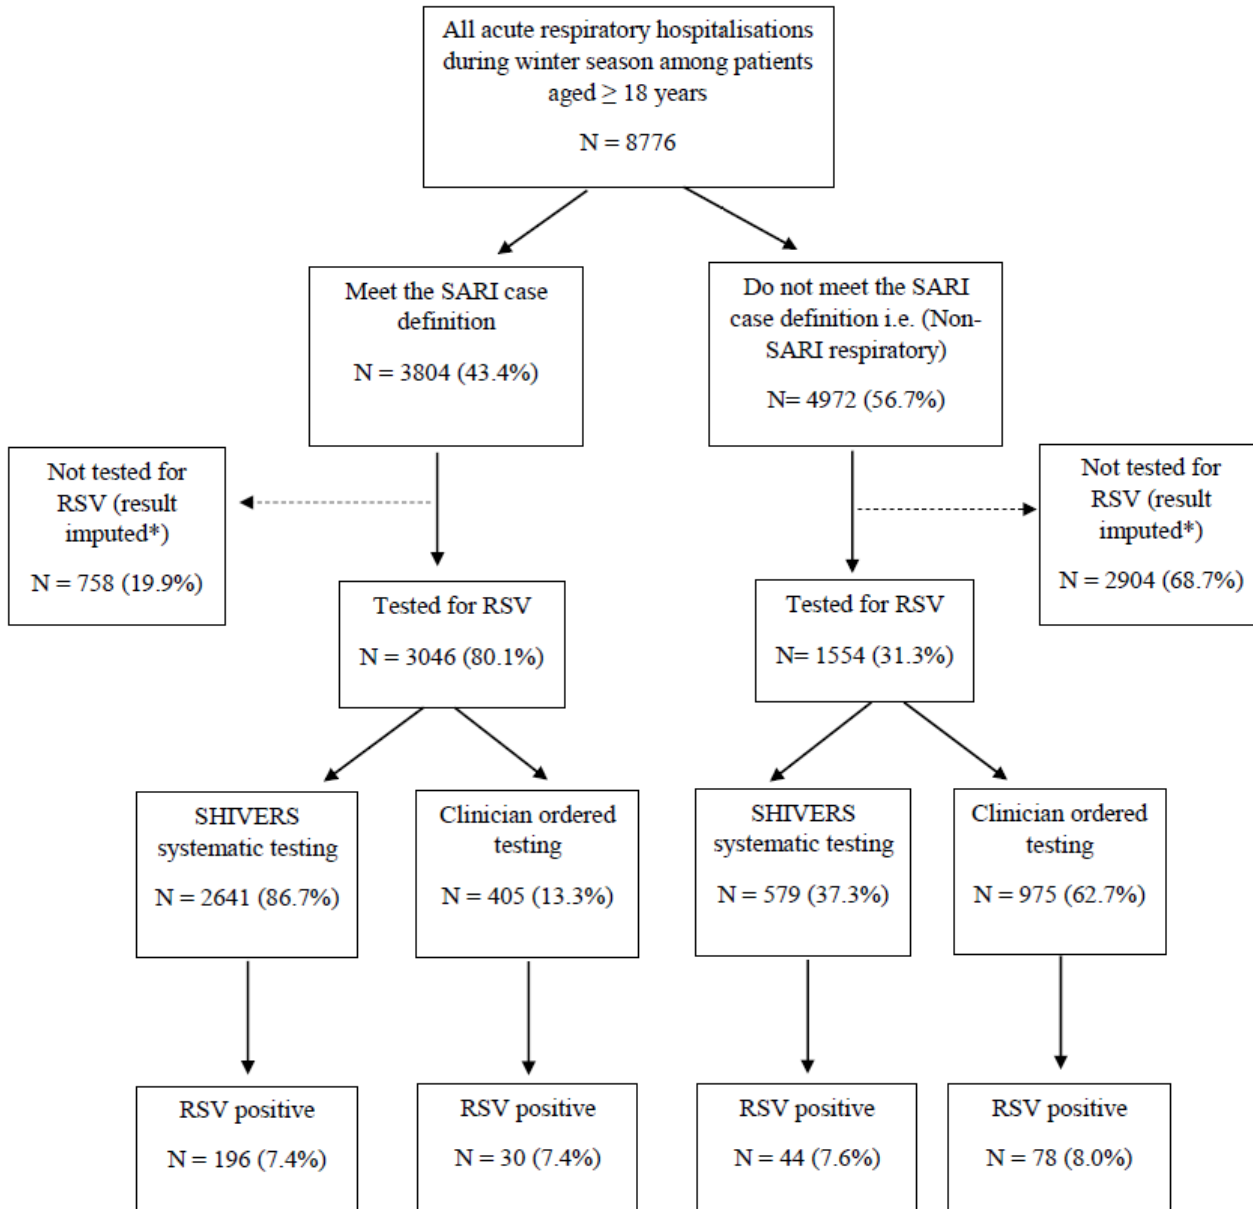 All acute respiratory hospitalisations
during winter season among patients
aged ≥ 18 years
N = 8776
Meet the SARI case
definition
N = 3804 (43.4%)
Do not meet the SARI
case definition i.e. (Non-
SARI respiratory)
N= 4972 (56.7%)
Not tested for
RSV (result
imputed*)
N = 758 (19.9%)
Not tested for
RSV (result
imputed*)
N = 2904 (68.7%)
Tested for RSV
N = 3046 (80.1%)
Tested for RSV
N= 1554 (31.3%)
SHIVERS
systematic testing
N = 2641 (86.7%)
Clinician ordered
testing
N = 405 (13.3%)
SHIVERS
systematic testing
N = 579 (37.3%)
Clinician ordered
testing
N = 975 (62.7%)
RSV positive
N = 196 (7.4%)
RSV positive
N = 30 (7.4%)
RSV positive
N = 44 (7.6%)
RSV positive
N = 78 (8.0%)